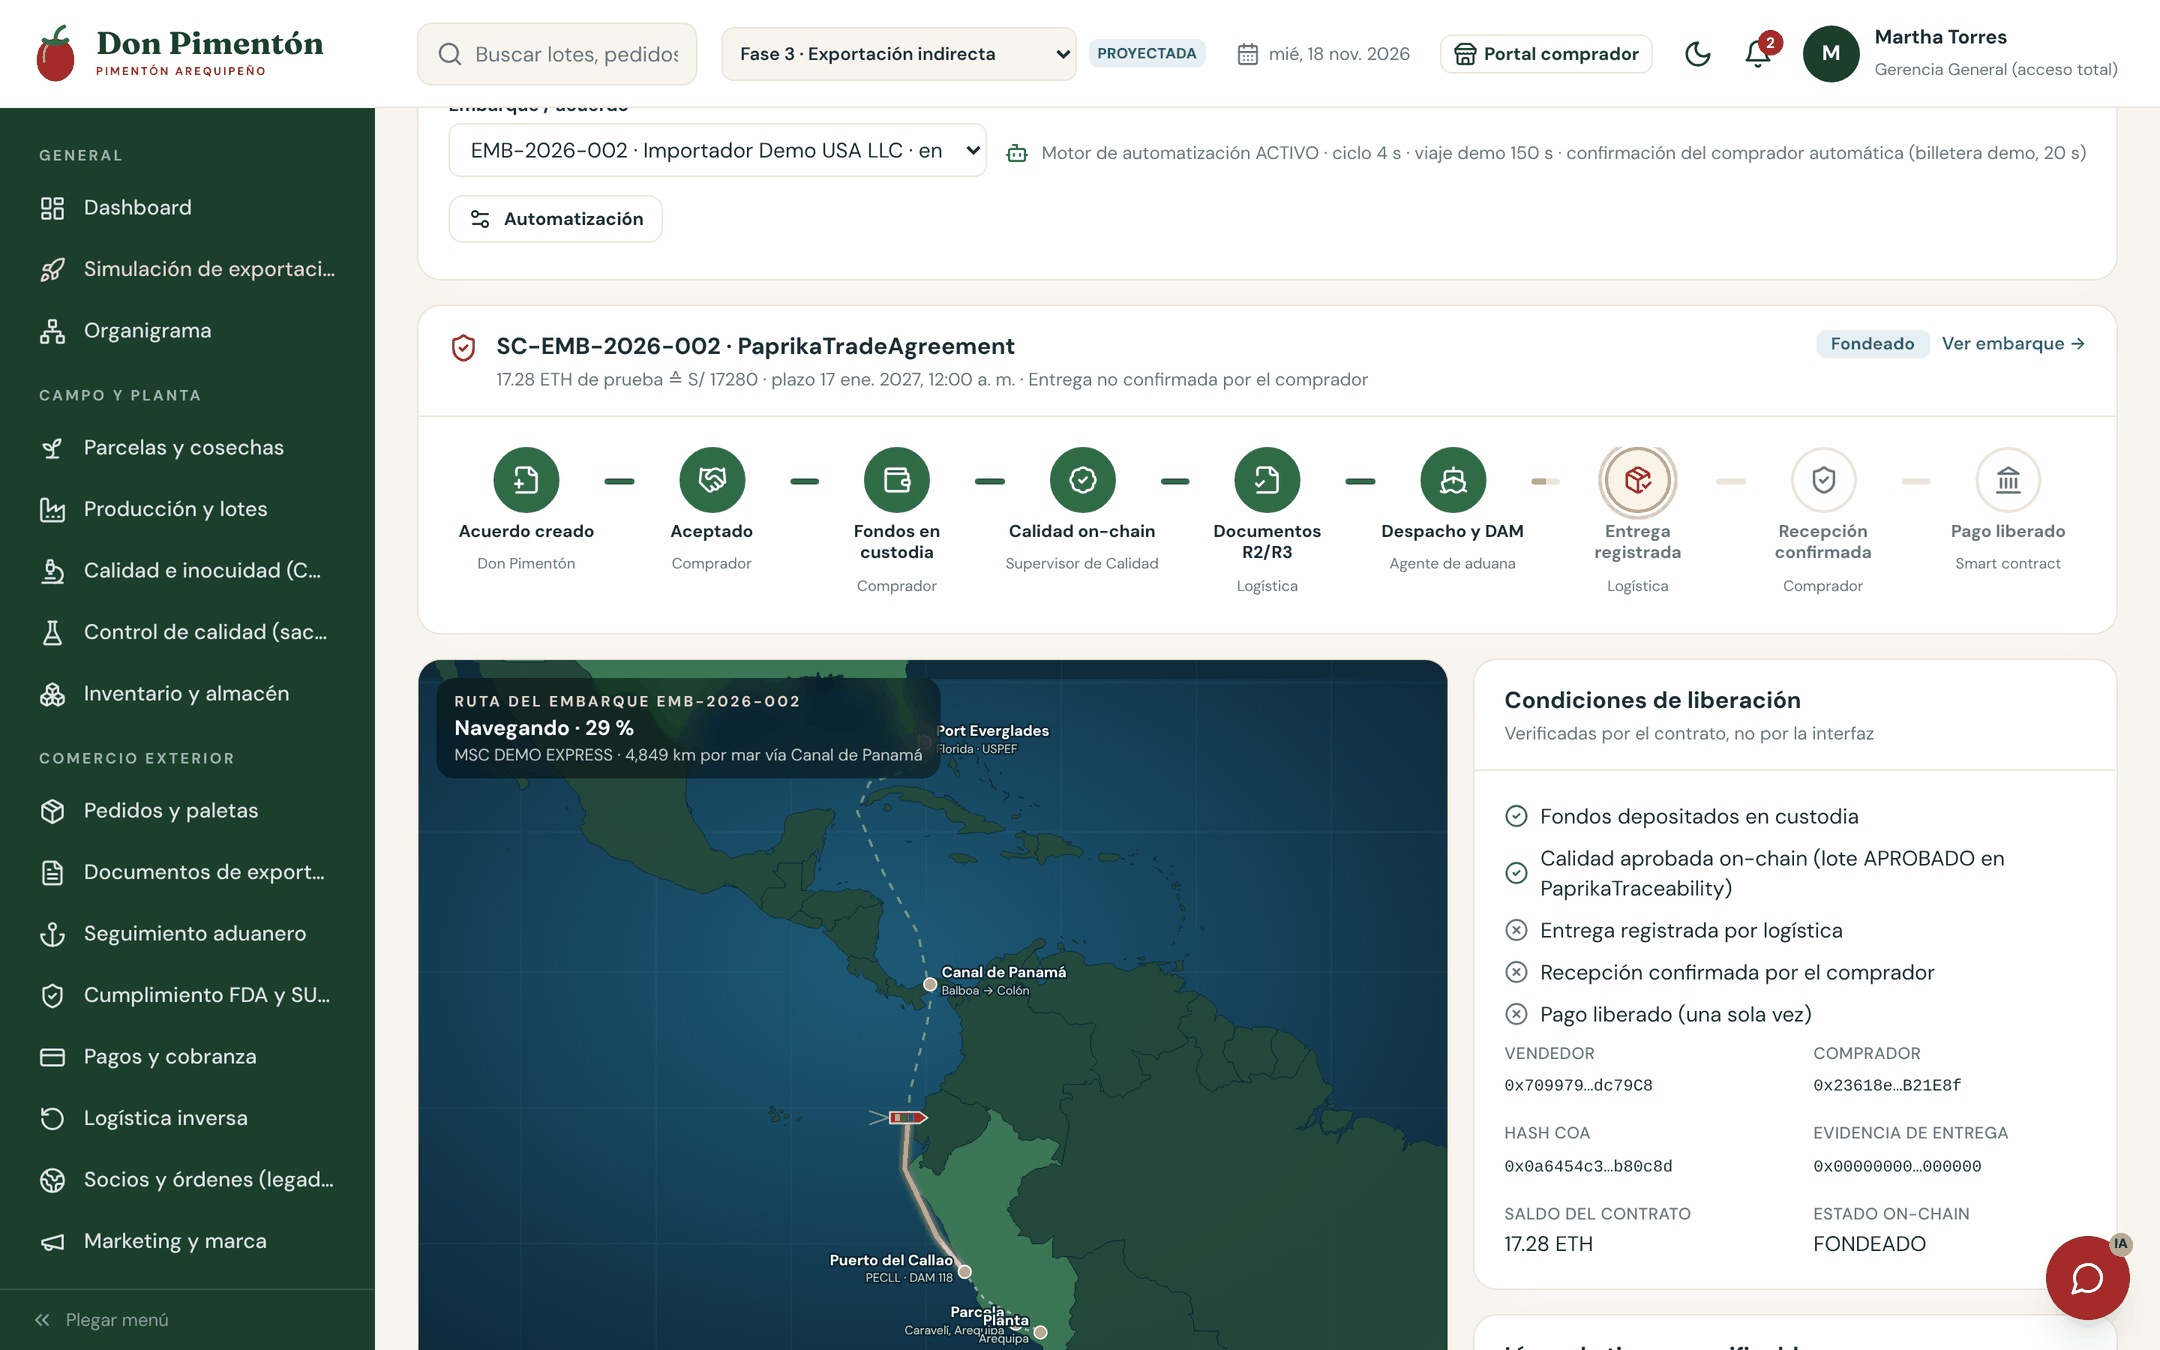 Don Pimentón
PIMENTÓN AREQUIPEÑO
Buscar lotes, pedidos
Fase 3 · Exportación indirecta
PROYECTADA
mié, 18 nov. 2026
Portal comprador
2
M
Martha Torres
Gerencia General (acceso total)
GENERAL
Dashboard
Simulación de exportaci...
Organigrama
CAMPO Y PLANTA
Parcelas y cosechas
Producción y lotes
Calidad e inocuidad (C...
Control de calidad (sac...
Inventario y almacén
COMERCIO EXTERIOR
Pedidos y paletas
Documentos de export...
Seguimiento aduanero
Cumplimiento FDA y SU...
Pagos y cobranza
Logística inversa
Socios y órdenes (legad...
Marketing y marca
Plegar menú
Embarque / acuerdo
EMB-2026-002 · Importador Demo USA LLC · en
Motor de automatización ACTIVO · ciclo 4 s · viaje demo 150 s · confirmación del comprador automática (billetera demo, 20 s)
Automatización
SC-EMB-2026-002 · PaprikaTradeAgreement
17.28 ETH de prueba ≙ S/ 17280 · plazo 17 ene. 2027, 12:00 a. m. · Entrega no confirmada por el comprador
Fondeado
Ver embarque →
Acuerdo creado
Don Pimentón
Aceptado
Comprador
Fondos en
custodia
Comprador
Calidad on-chain
Supervisor de Calidad
Documentos
R2/R3
Logística
Despacho y DAM
Agente de aduana
Entrega
registrada
Logística
Recepción
confirmada
Comprador
Pago liberado
Smart contract
RUTA DEL EMBARQUE EMB-2026-002
Navegando · 29 %
MSC DEMO EXPRESS · 4,849 km por mar vía Canal de Panamá
Port Everglades
Florida · USPEF
Canal de Panamá
Balboa → Colón
Puerto del Callao
PECLL · DAM 118
Parcela
Caravelí, Arequipa
Planta
Arequipa
Condiciones de liberación
Verificadas por el contrato, no por la interfaz
Fondos depositados en custodia
Calidad aprobada on-chain (lote APROBADO en
PaprikaTraceability)
Entrega registrada por logística
Recepción confirmada por el comprador
Pago liberado (una sola vez)
VENDEDOR
0x709979…dc79C8
COMPRADOR
0x23618e…B21E8f
HASH COA
0x0a6454c3…b80c8d
EVIDENCIA DE ENTREGA
0x00000000…000000
SALDO DEL CONTRATO
17.28 ETH
ESTADO ON-CHAIN
FONDEADO
IA